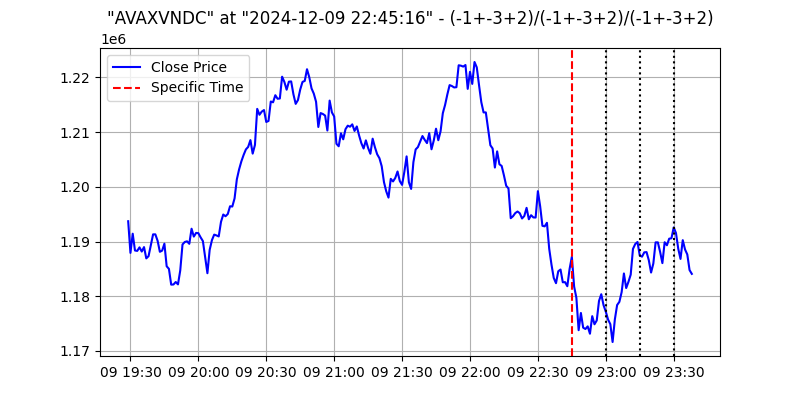 "AVAXVNDC" at "2024-12-09 22:45:16" - (-1+-3+2)/(-1+-3+2)/(-1+-3+2)
1e6
Close Price
Specific Time
1.22
1.21
1.20
1.19
1.18
1.17
09 19:30 09 20:00 09 20:30 09 21:00 09 21:30 09 22:00 09 22:30 09 23:00 09 23:30